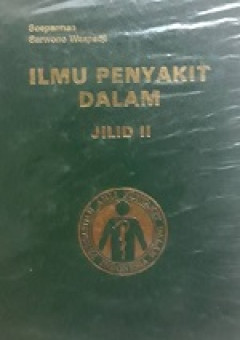 Soeparman
Sarwono Waspadji
ILMU PENYAKIT
DALAM
JILID II